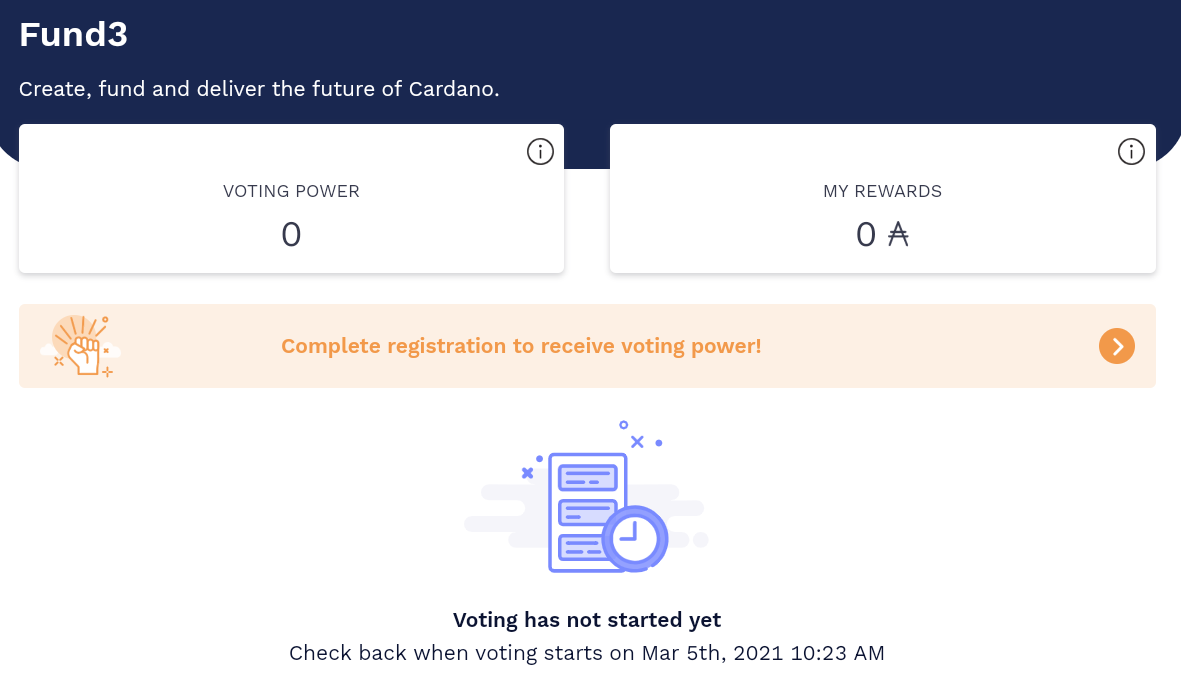 Fund3
Create, fund and deliver the future of Cardano.
VOTING POWER
0
MY REWARDS
0 ₳
Complete registration to receive voting power!
Voting has not started yet
Check back when voting starts on Mar 5th, 2021 10:23 AM